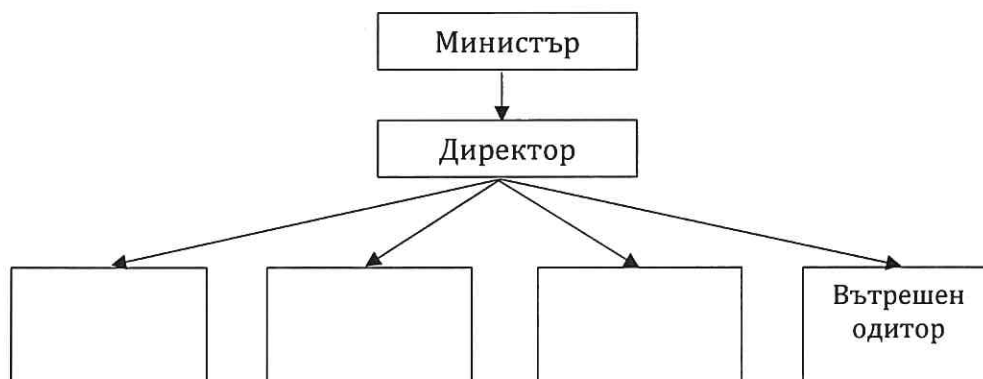 Министър
Директор
Вътрешен
одитор